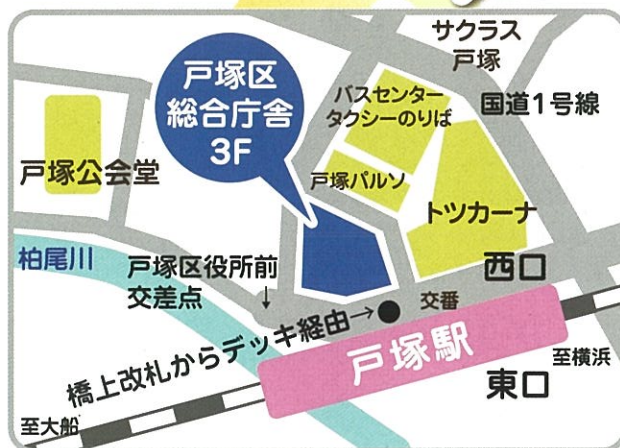 サクラス
戸塚
戸塚区
総合庁舎
3F
バスセンター
タクシーのりば
国道1号線
戸塚公会堂
戸塚パルソ
トツカーナ
柏尾川
戸塚区役所前
交差点
↓
西口
橋上改札からデッキ経由→
交番
戸塚駅
至横浜
東口
至大船